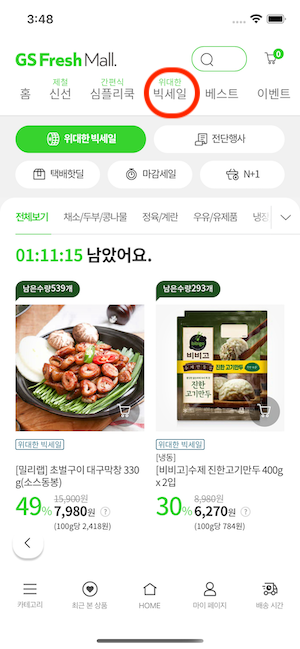 3:48
GS Fresh Mall.
0
제철 간편식 위대한
홈 신선 심플리쿡 빅세일 베스트 이벤트
위대한 빅세일 전단행사
택배핫딜 마감세일 N+1
전체보기 채소/두부/콩나물 정육/계란 우유/유제품 냉장
01:11:15 남았어요.
남은수량539개 남은수량293개
bibigo
비비고
진한
고기만두
위대한 빅세일 위대한 빅세일
[밀리랩] 초벌구이 대구막창 330
g(소스동봉)
[냉동]
[비비고]수제 진한고기만두 400g
x 2입
49% 15,900원 7,980원 ?
(100g당 2,418원)
30% 8,980원 6,270원 ?
(100g당 784원)
카테고리 최근 본 상품 HOME 마이 페이지 배송 시간